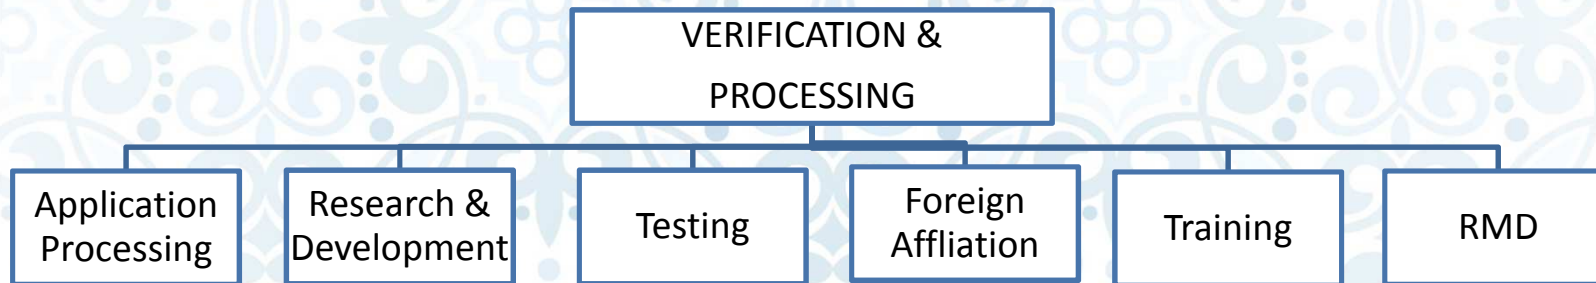 VERIFICATION &
PROCESSING
Application
Processing
Research &
Development
Testing
Foreign
Affliation
Training
RMD